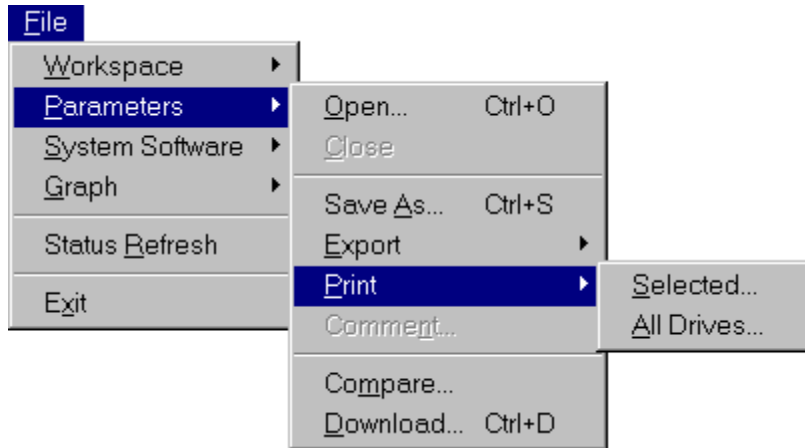 File
Workspace
Parameters
System Software
Graph
Status Refresh
Exit
Open... Ctrl+O
Close
Save As... Ctrl+S
Export
Print
Comment...
Compare...
Download... Ctrl+D
Selected...
All Drives...